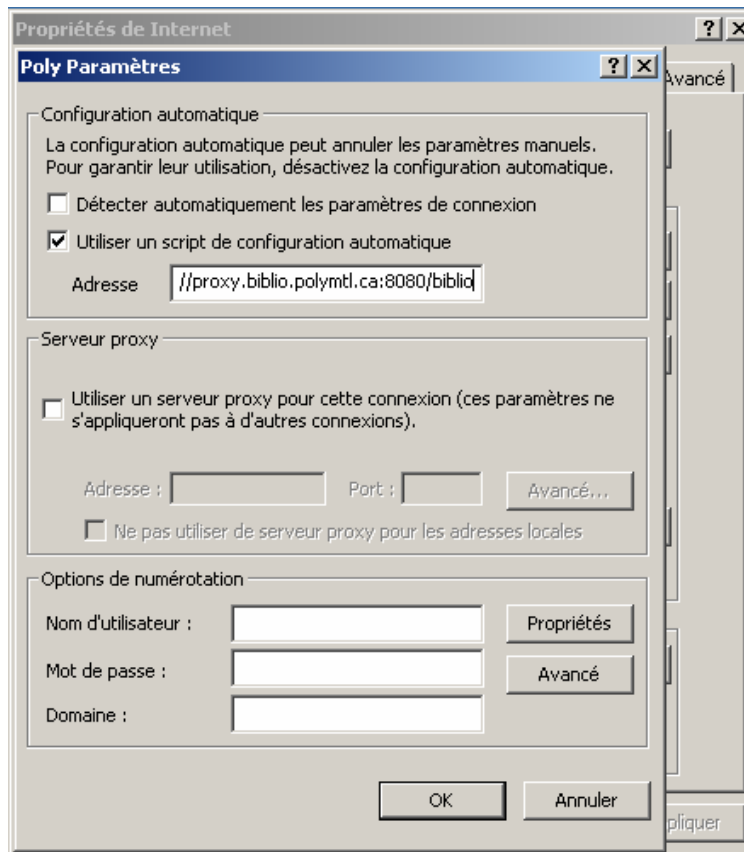 Propriétés de Internet
Poly Paramètres
Avancé
Configuration automatique
La configuration automatique peut annuler les paramètres manuels.
Pour garantir leur utilisation, désactivez la configuration automatique.
Détecter automatiquement les paramètres de connexion
Utiliser un script de configuration automatique
Adresse //proxy.biblio.polymtl.ca:8080/biblio
Serveur proxy
Utiliser un serveur proxy pour cette connexion (ces paramètres ne
s'appliqueront pas à d'autres connexions).
Adresse : Port : Avancé...
Ne pas utiliser de serveur proxy pour les adresses locales
Options de numérotation
Nom d'utilisateur : Propriétés
Mot de passe : Avancé
Domaine :
OK Annuler
pliquer